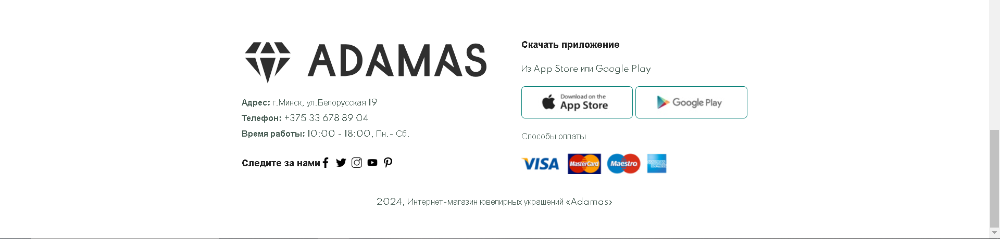 ADAMAS
Адрес: г.Минск, ул.Белорусская 19
Телефон: +375 33 678 89 04
Время работы: 10:00 - 18:00, Пн.- Сб.
Следите за нами
Скачать приложение
Из App Store или Google Play
Download on the
App Store
Google Play
Способы оплаты
VISA
MasterCard
Maestro
AMERICAN
EXPRESS
2024, Интернет-магазин ювелирных украшений «Adamas»